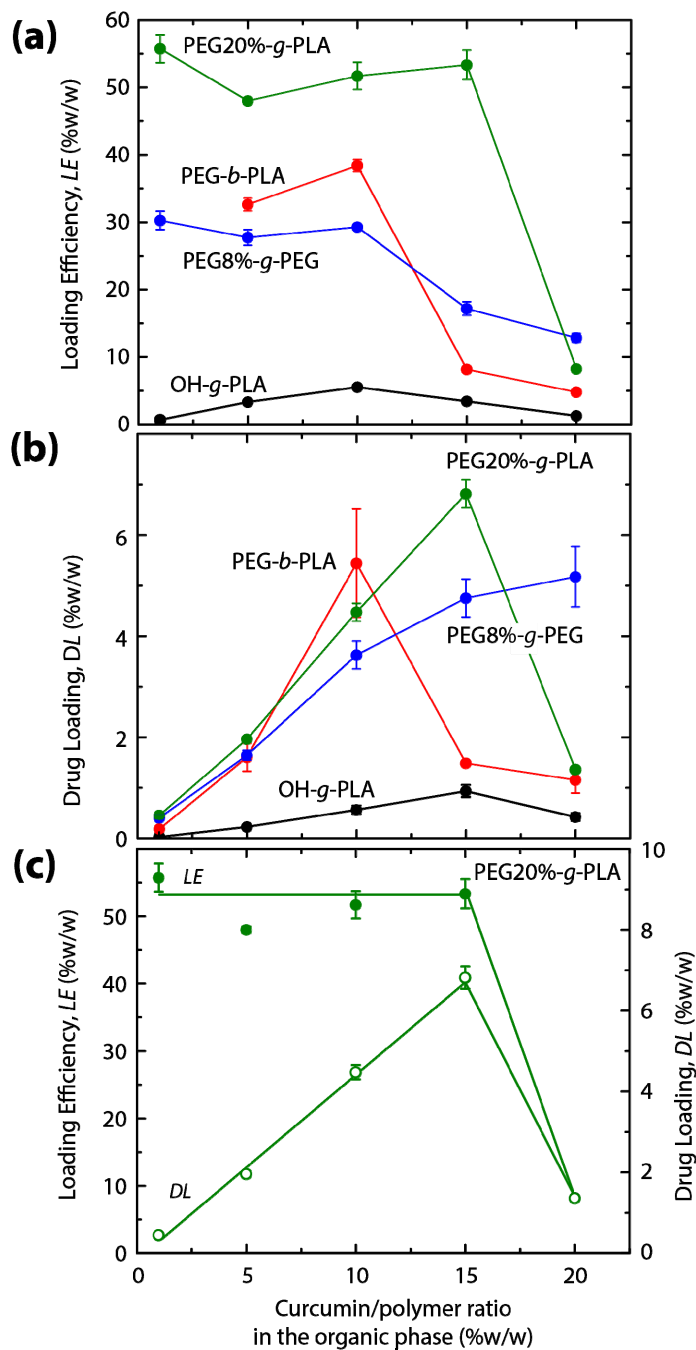 (a)
60
50
40
30
20
10
0
Loading Efficiency, LE (%w/w)
PEG20%-g-PLA
PEG-b-PLA
PEG8%-g-PEG
OH-g-PLA
(b)
6
4
2
0
Drug Loading, DL (%w/w)
PEG20%-g-PLA
PEG-b-PLA
PEG8%-g-PEG
OH-g-PLA
(c)
50
40
30
20
10
0
Loading Efficiency, LE (%w/w)
LE
PEG20%-g-PLA
DL
10
8
6
4
2
0
Drug Loading, DL (%w/w)
0 5 10 15 20
Curcumin/polymer ratio
in the organic phase (%w/w)